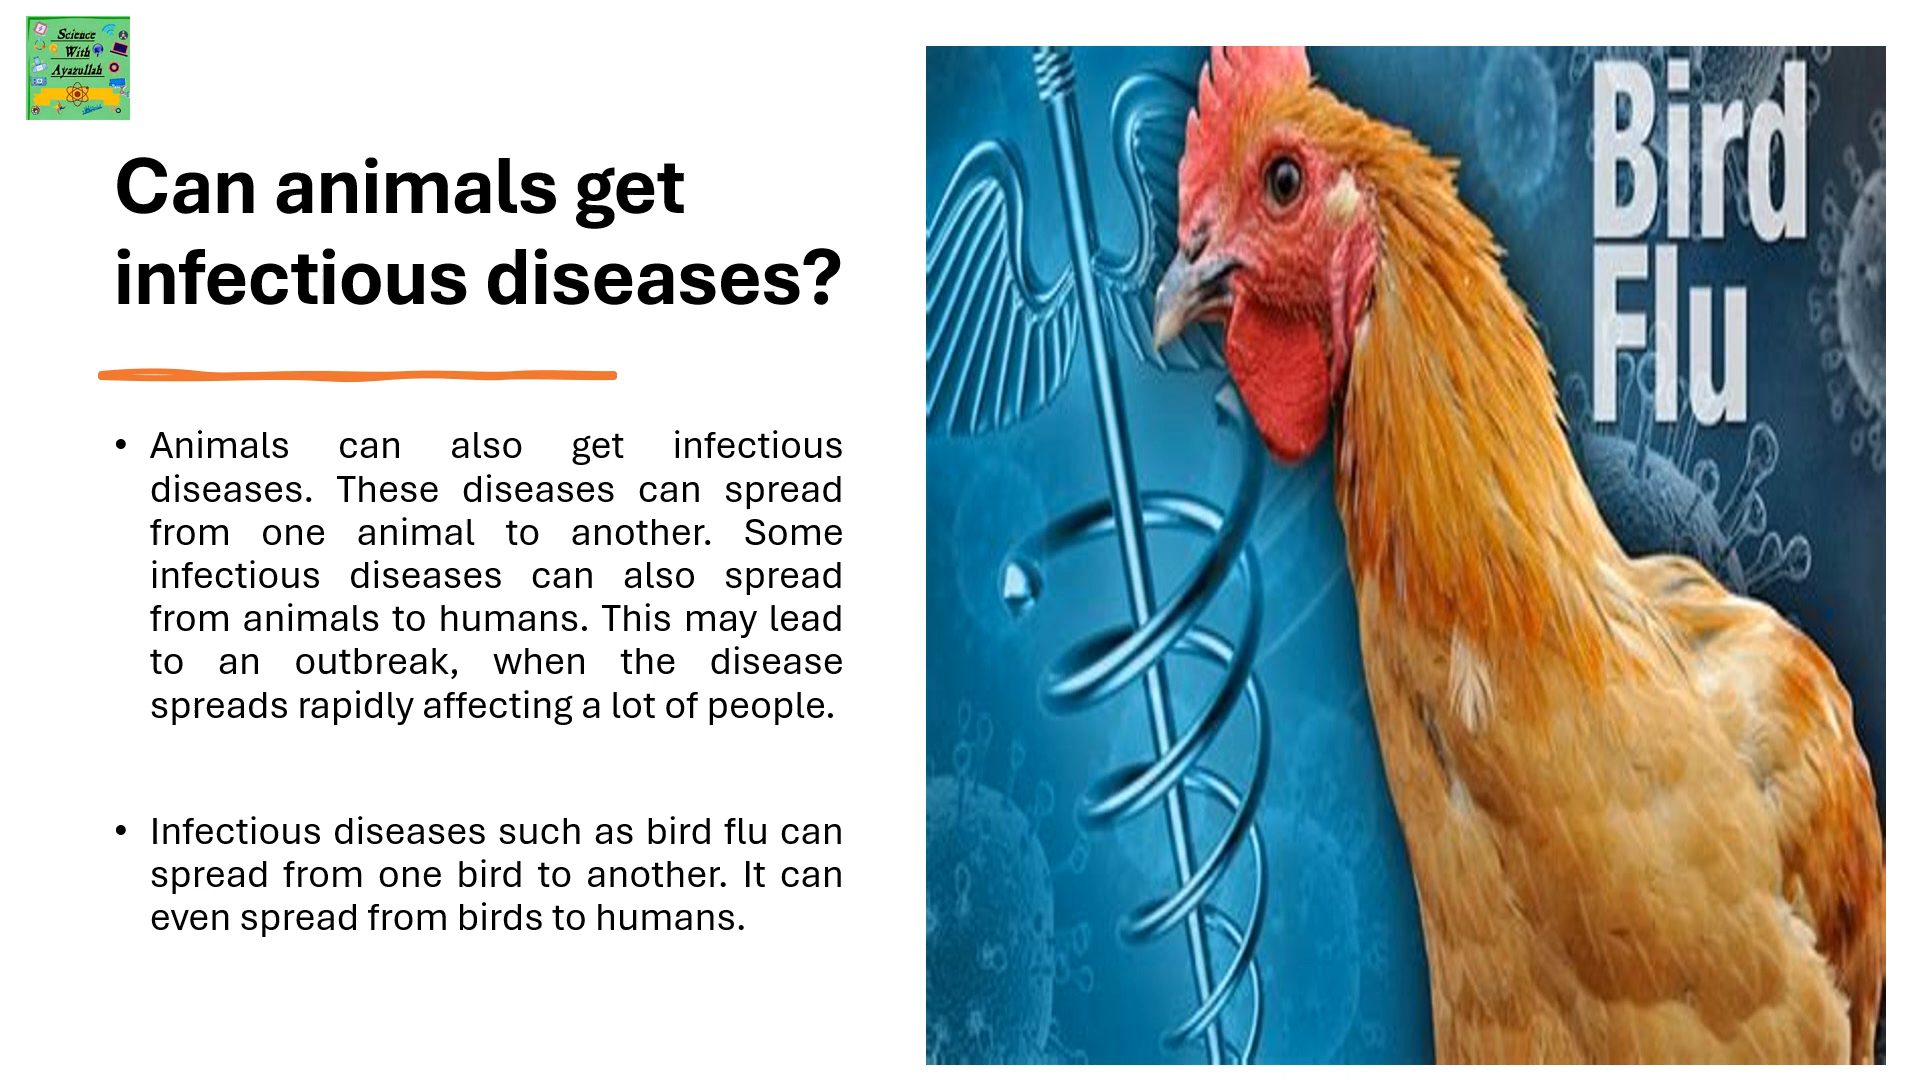 Science
With
Ayazullah
Can animals get
infectious diseases?
• Animals can also get infectious
diseases. These diseases can spread
from one animal to another. Some
infectious diseases can also spread
from animals to humans. This may lead
to an outbreak, when the disease
spreads rapidly affecting a lot of people.
• Infectious diseases such as bird flu can
spread from one bird to another. It can
even spread from birds to humans.
Bird
Flu